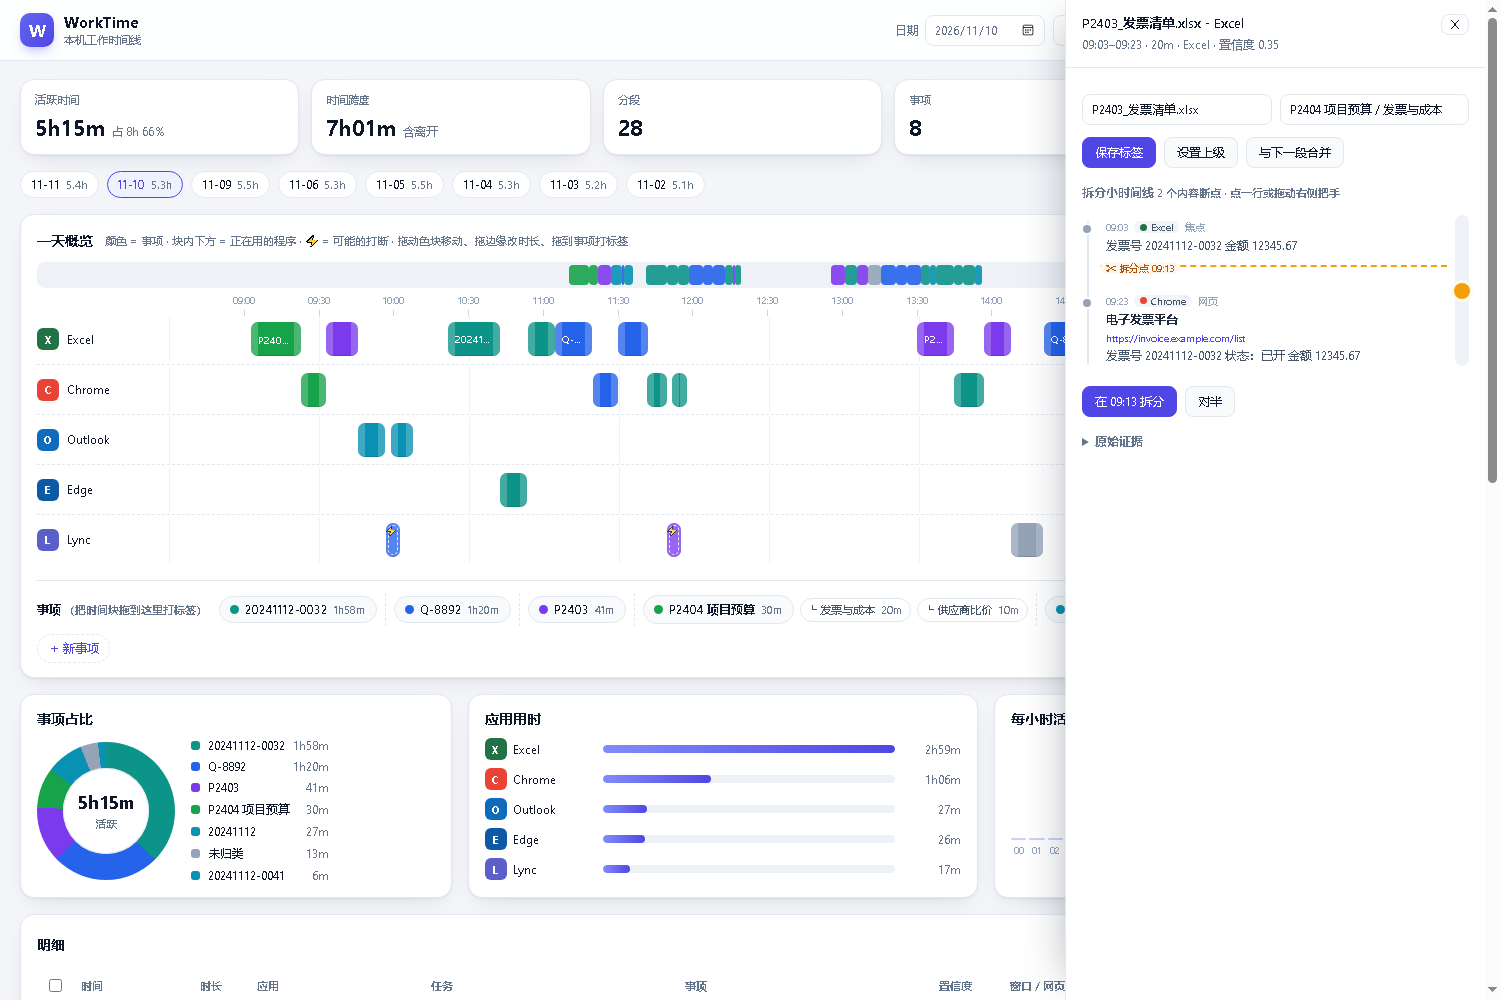 W WorkTime
本机工作时间线
日期 2026/11/10
活跃时间
5h15m 占 8h 66%
时间跨度
7h01m 含离开
分段
28
事项
8
11-11 5.4h
11-10 5.3h
11-09 5.5h
11-06 5.3h
11-05 5.5h
11-04 5.3h
11-03 5.2h
11-02 5.1h
一天概览 颜色 = 事项 · 块内下方 = 正在用的程序 · ⚡ = 可能的打断 · 拖动色块移动、拖边缘改时长、拖到事项打标签
09:00 09:30 10:00 10:30 11:00 11:30 12:00 12:30 13:00 13:30 14:00 14
X Excel P240… 20241… Q-… P2… Q-8
C Chrome
O Outlook
E Edge
L Lync
事项 (把时间块拖到这里打标签) 20241112-0032 1h58m Q-8892 1h20m P2403 41m P2404 项目预算 30m └ 发票与成本 20m └ 供应商比价 10m
+ 新事项
事项占比
5h15m
活跃
20241112-0032 1h58m
Q-8892 1h20m
P2403 41m
P2404 项目预算 30m
20241112 27m
未归类 13m
20241112-0041 6m
应用用时
X Excel 2h59m
C Chrome 1h06m
O Outlook 27m
E Edge 26m
L Lync 17m
每小时活
00 01 02
明细
时间 时长 应用 任务 事项 置信度 窗口 / 网页
P2403_发票清单.xlsx - Excel
09:03–09:23 · 20m · Excel · 置信度 0.35
P2403_发票清单.xlsx
P2404 项目预算 / 发票与成本
保存标签 设置上级 与下一段合并
拆分小时间线 2 个内容断点 · 点一行或拖动右侧把手
09:03 Excel 焦点
发票号 20241112-0032 金额 12345.67
✂ 拆分点 09:13
09:23 Chrome 网页
电子发票平台
https://invoice.example.com/list
发票号 20241112-0032 状态：已开 金额 12345.67
在 09:13 拆分 对半
▶ 原始证据